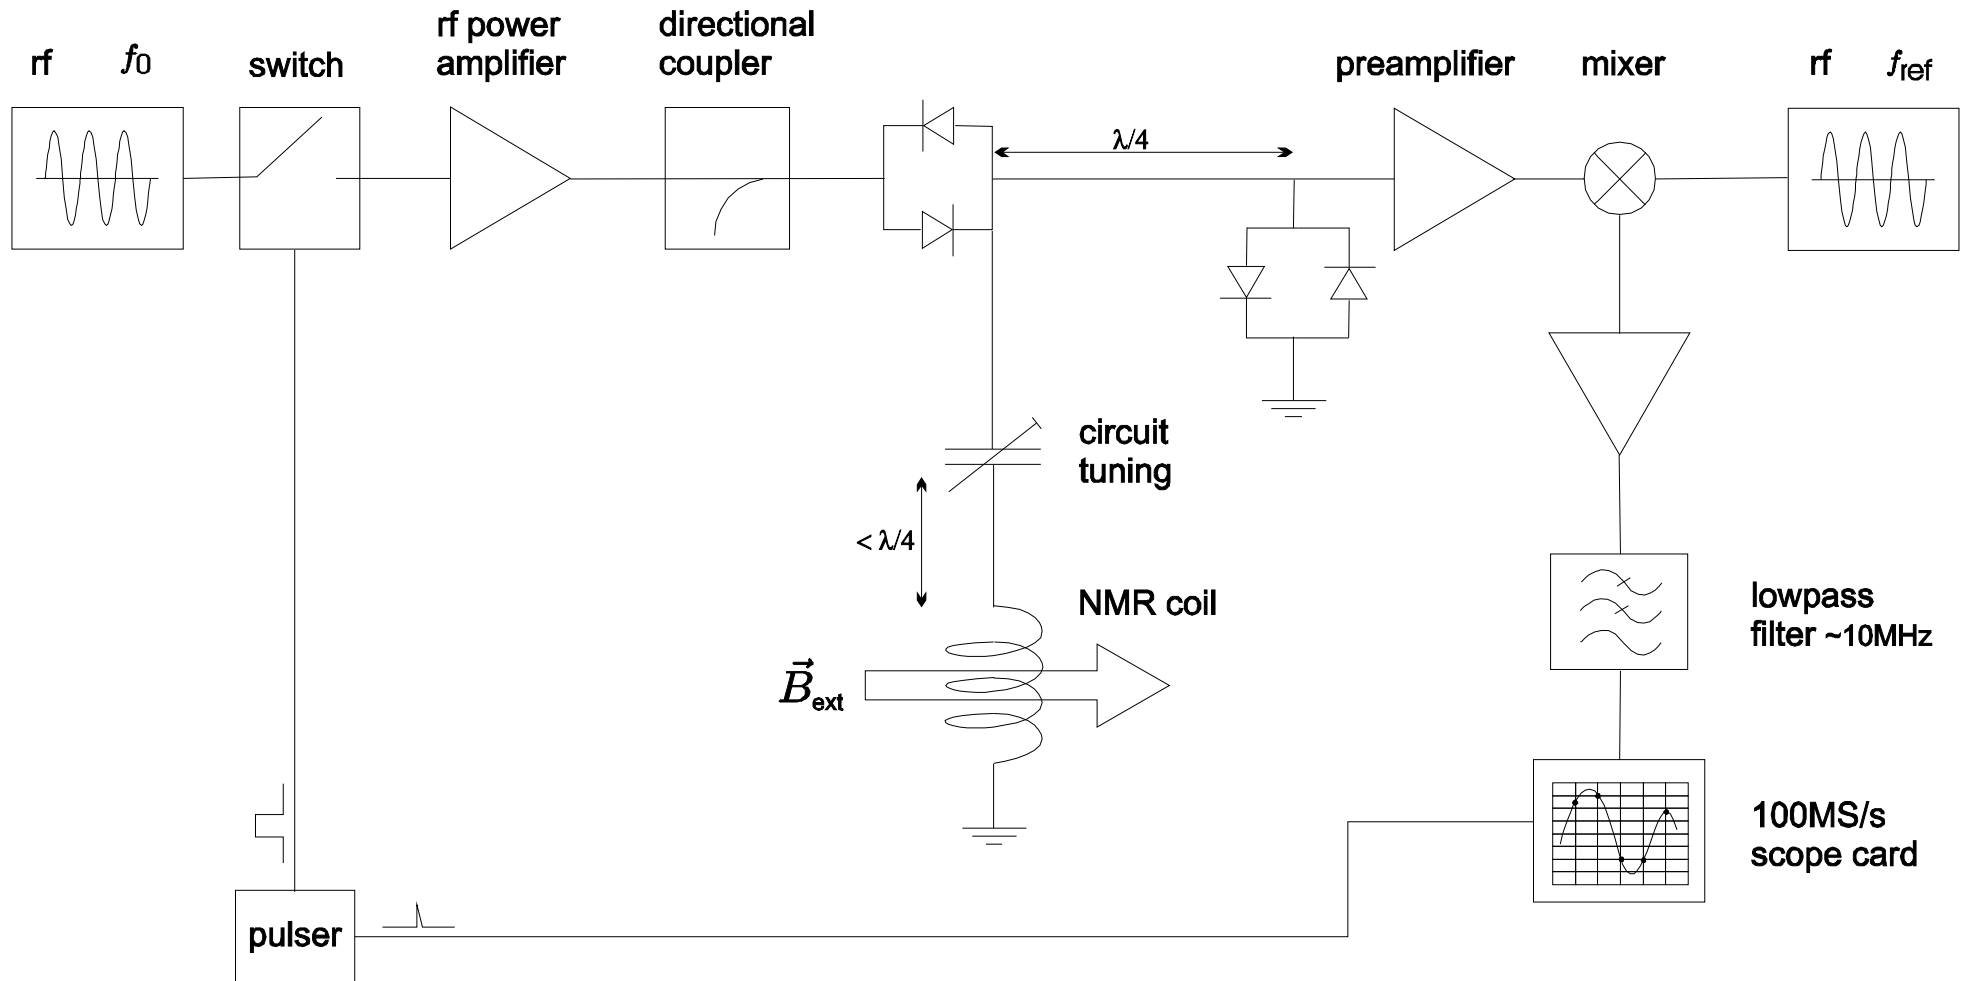 rf f0
switch
rf power
amplifier
directional
coupler
preamplifier
mixer
rf fref
λ/4
circuit
tuning
< λ/4
NMR coil
B⃗ext
lowpass
filter ~10MHz
100MS/s
scope card
pulser